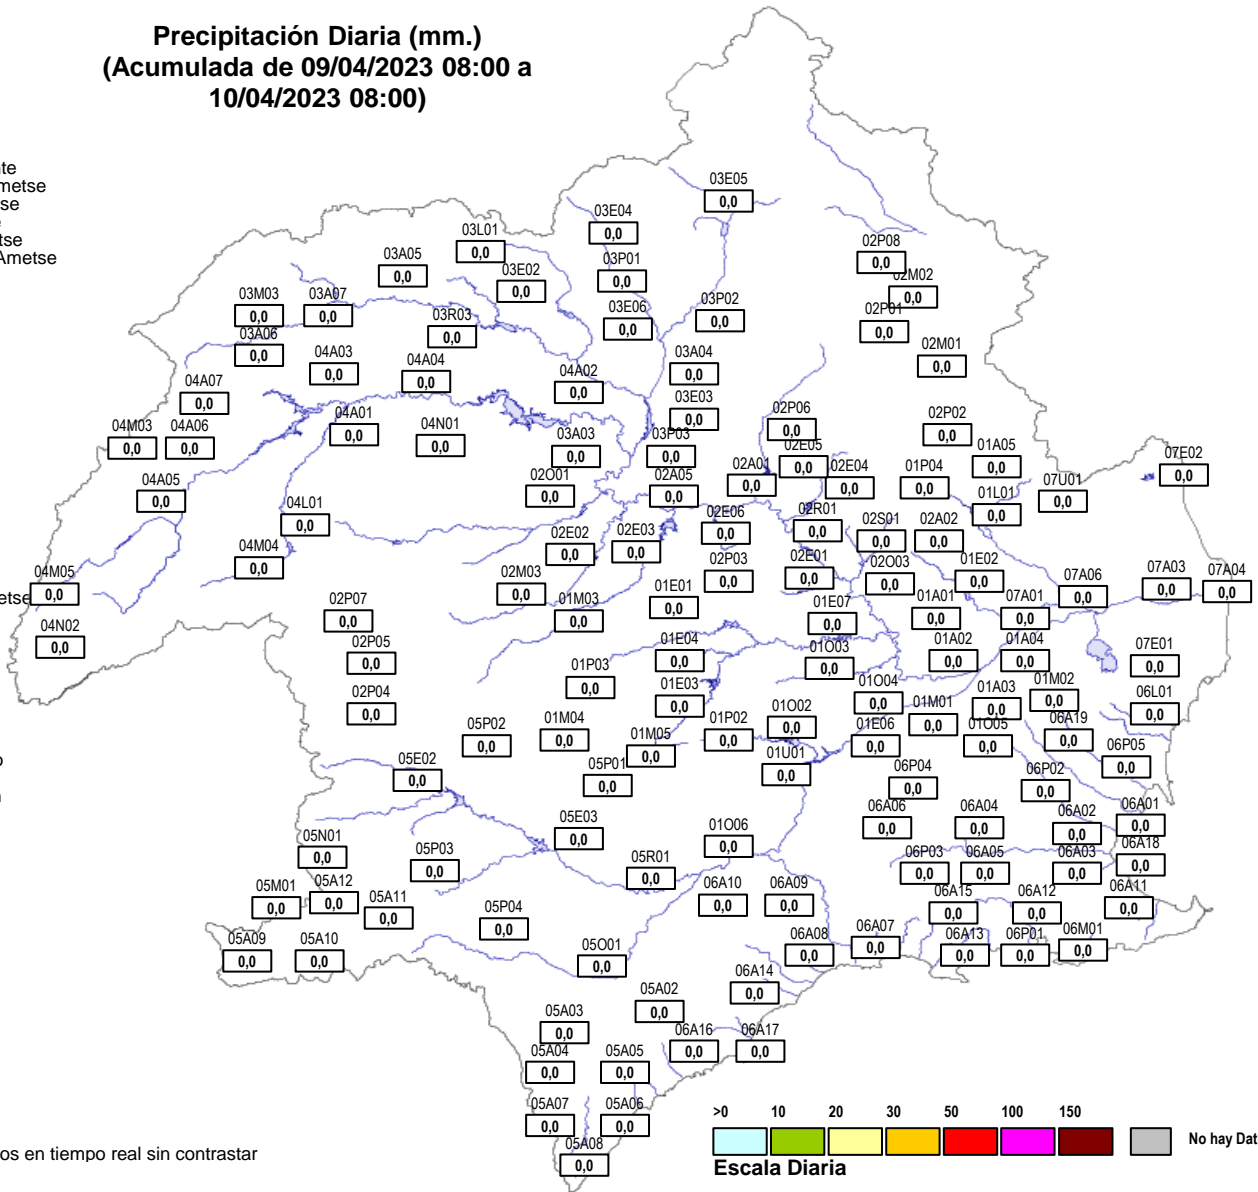 Precipitación Diaria (mm.)
(Acumulada de 09/04/2023 08:00 a
10/04/2023 08:00)
03E05
0,0
03E04
0,0
03L01
0,0
03A05
0,0
03E02
0,0
03P01
0,0
02P08
0,0
02M02
0,0
03M03
0,0
03A07
0,0
03R03
0,0
03E06
0,0
03P02
0,0
02P01
0,0
03A06
0,0
04A03
0,0
04A04
0,0
04A02
0,0
03A04
0,0
02M01
0,0
04A07
0,0
03E03
0,0
04M03
0,0
04A06
0,0
04A01
0,0
04N01
0,0
03A03
0,0
03P03
0,0
02P06
0,0
02E05
0,0
02P02
0,0
01A05
0,0
07E02
0,0
04A05
0,0
02O01
0,0
02A05
0,0
02A01
0,0
02E04
0,0
01P04
0,0
01L01
0,0
07U01
0,0
04L01
0,0
02E06
0,0
02R01
0,0
02S01
0,0
02A02
0,0
04M04
0,0
02E02
0,0
02E03
0,0
04M05
0,0
02M03
0,0
02P03
0,0
02E01
0,0
02O03
0,0
01E02
0,0
07A06
0,0
07A03
0,0
07A04
0,0
02P07
0,0
01M03
0,0
01E01
0,0
01E07
0,0
01A01
0,0
07A01
0,0
04N02
0,0
02P05
0,0
01E04
0,0
01O03
0,0
01A02
0,0
01A04
0,0
07E01
0,0
02P04
0,0
01P03
0,0
01E03
0,0
01O04
0,0
01M01
0,0
01A03
0,0
01M02
0,0
06L01
0,0
05P02
0,0
01M04
0,0
01M05
0,0
01P02
0,0
01O02
0,0
01E06
0,0
01O05
0,0
06A19
0,0
06P05
0,0
05E02
0,0
05P01
0,0
01U01
0,0
06P04
0,0
06P02
0,0
05E03
0,0
01O06
0,0
06A06
0,0
06A04
0,0
06A02
0,0
06A01
0,0
05N01
0,0
05P03
0,0
05R01
0,0
06P03
0,0
06A05
0,0
06A03
0,0
06A18
0,0
05M01
0,0
05A12
0,0
05A11
0,0
06A10
0,0
06A09
0,0
06A15
0,0
06A12
0,0
06A11
0,0
05P04
0,0
05A09
0,0
05A10
0,0
05O01
0,0
06A08
0,0
06A07
0,0
06A13
0,0
06P01
0,0
06M01
0,0
06A14
0,0
05A02
0,0
05A03
0,0
06A16
0,0
06A17
0,0
05A04
0,0
05A05
0,0
05A07
0,0
05A06
0,0
05A08
0,0
os en tiempo real sin contrastar
>0 10 20 30 50 100 150
No hay Dat
Escala Diaria